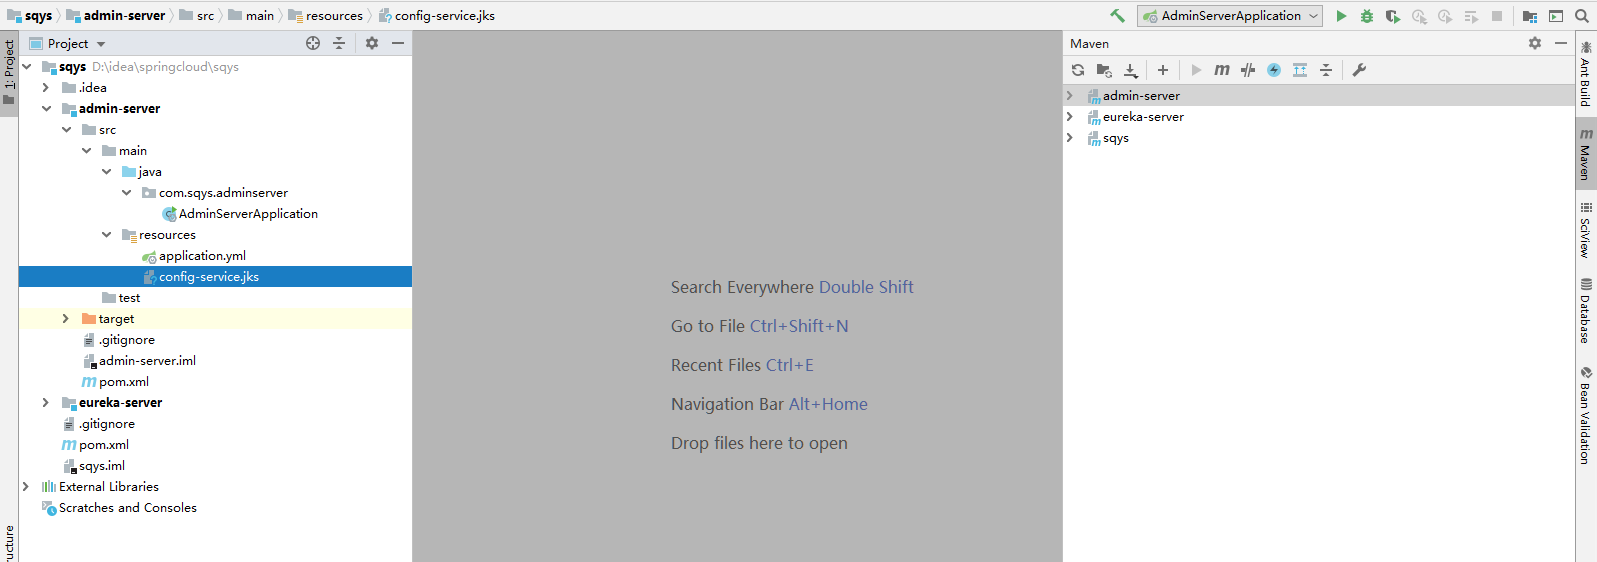 sqys admin-server src main resources config-service.jks
AdminServerApplication
1: Project
Project
sqys D:\idea\springcloud\sqys
.idea
admin-server
src
main
java
com.sqys.adminserver
AdminServerApplication
resources
application.yml
config-service.jks
test
target
.gitignore
admin-server.iml
pom.xml
eureka-server
.gitignore
pom.xml
sqys.iml
External Libraries
Scratches and Consoles
ucture
Search Everywhere Double Shift
Go to File Ctrl+Shift+N
Recent Files Ctrl+E
Navigation Bar Alt+Home
Drop files here to open
Maven
admin-server
eureka-server
sqys
Ant Build
Maven
SciView
Database
Bean Validation